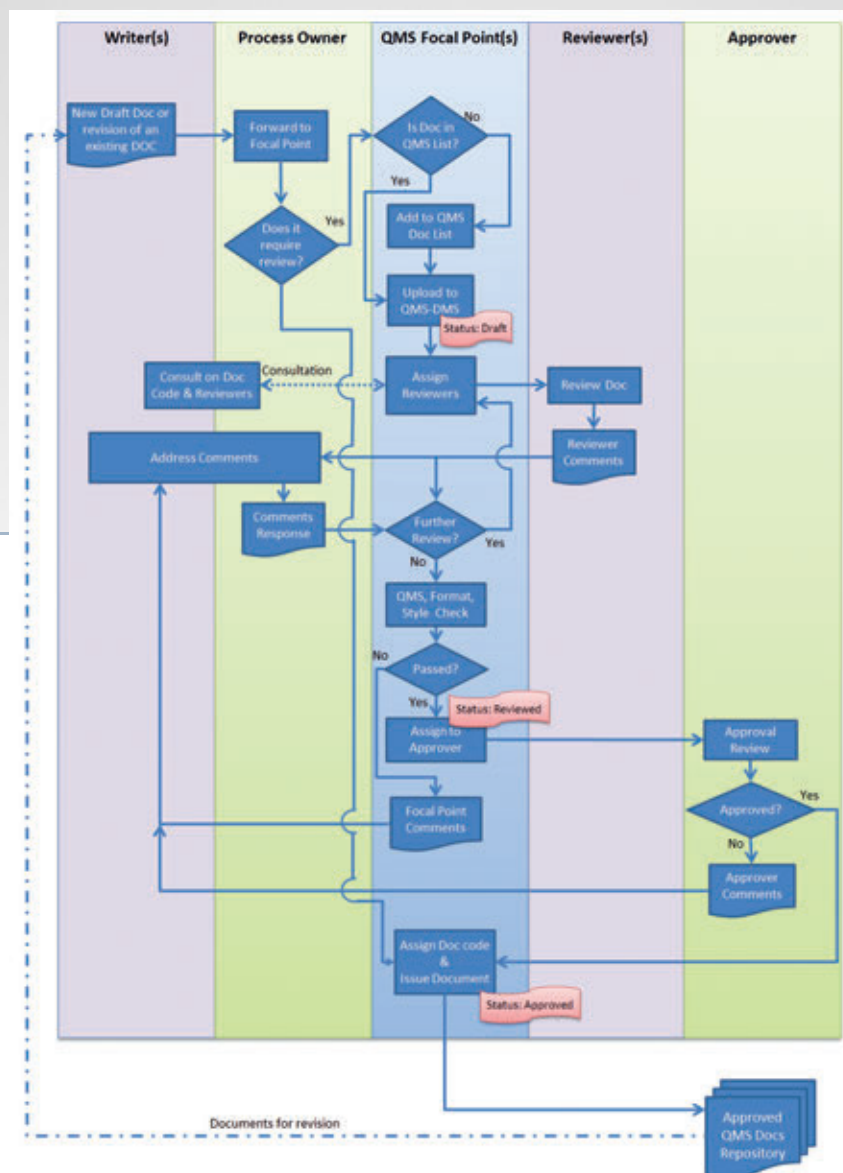 Writer(s)
Process Owner
QMS Focal Point(s)
Reviewer(s)
Approver
New Draft Doc or
revision of an
existing DOC
Forward to
Focal Point
Is Doc in
QMS List?
No
Yes
Does it
require
review?
Yes
Add to QMS
Doc List
Upload to
QMS-DMS
Status: Draft
Consult on Doc
Code & Reviewers
Consultation
Assign
Reviewers
Review Doc
Reviewer
Comments
Address Comments
Comments
Response
Further
Review?
Yes
No
QMS, Format,
Style Check
No
Passed?
Yes
Status: Reviewed
Assign to
Approver
Approval
Review
Approved?
Yes
No
Focal Point
Comments
Approver
Comments
Assign Doc code
&
Issue Document
Status: Approved
Documents for revision
Approved
QMS Docs
Repository